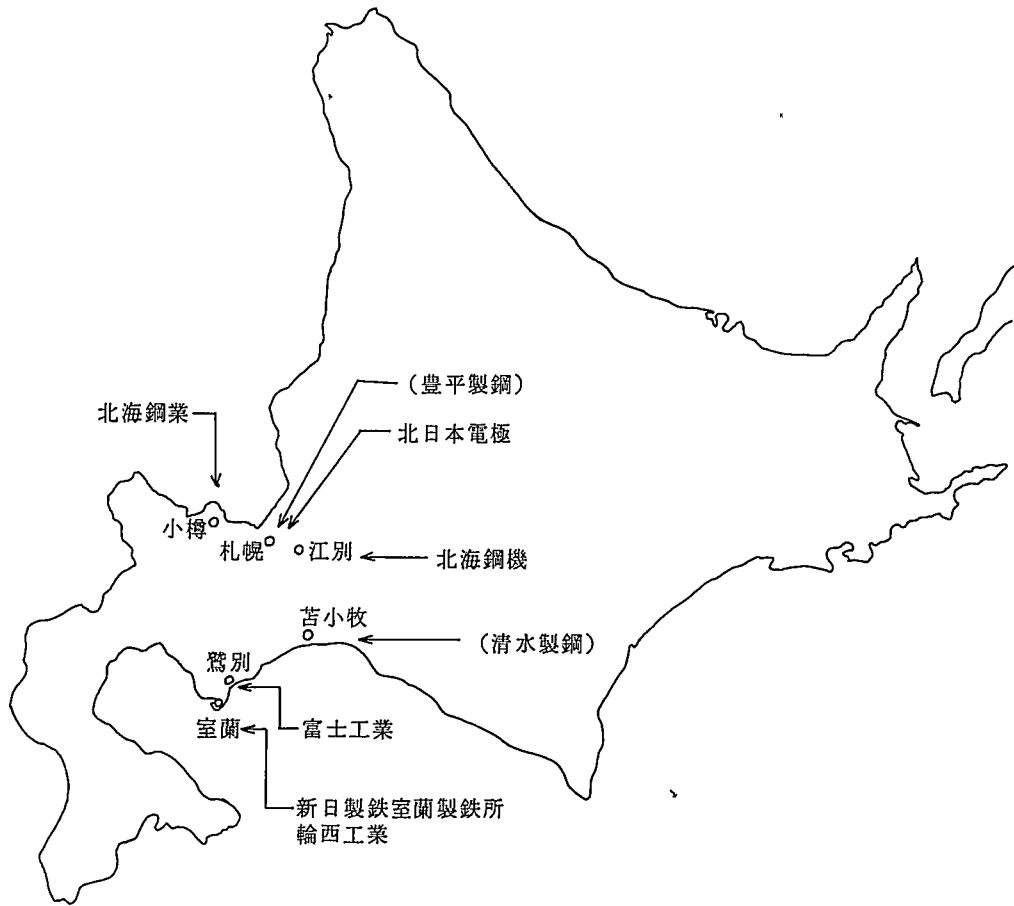 （豊平製鋼）
北海鋼業
北日本電極
小樽
札幌
江別
北海鋼機
苫小牧
（清水製鋼）
鷲別
室蘭
富士工業
新日製鉄室蘭製鉄所
輪西工業